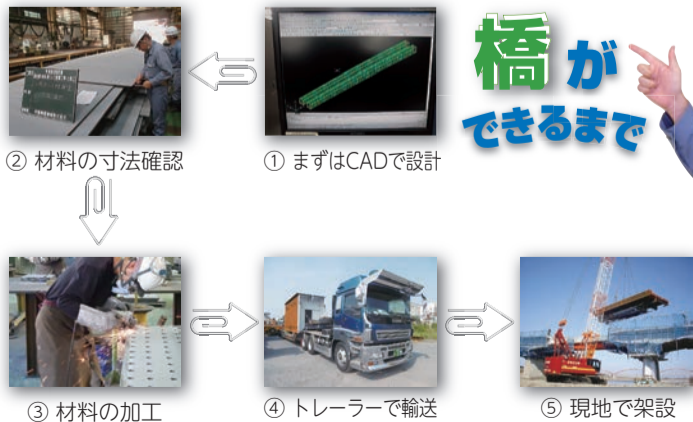 橋が
できるまで
① まずはCADで設計
② 材料の寸法確認
③ 材料の加工
④ トレーラーで輸送
⑤ 現地で架設